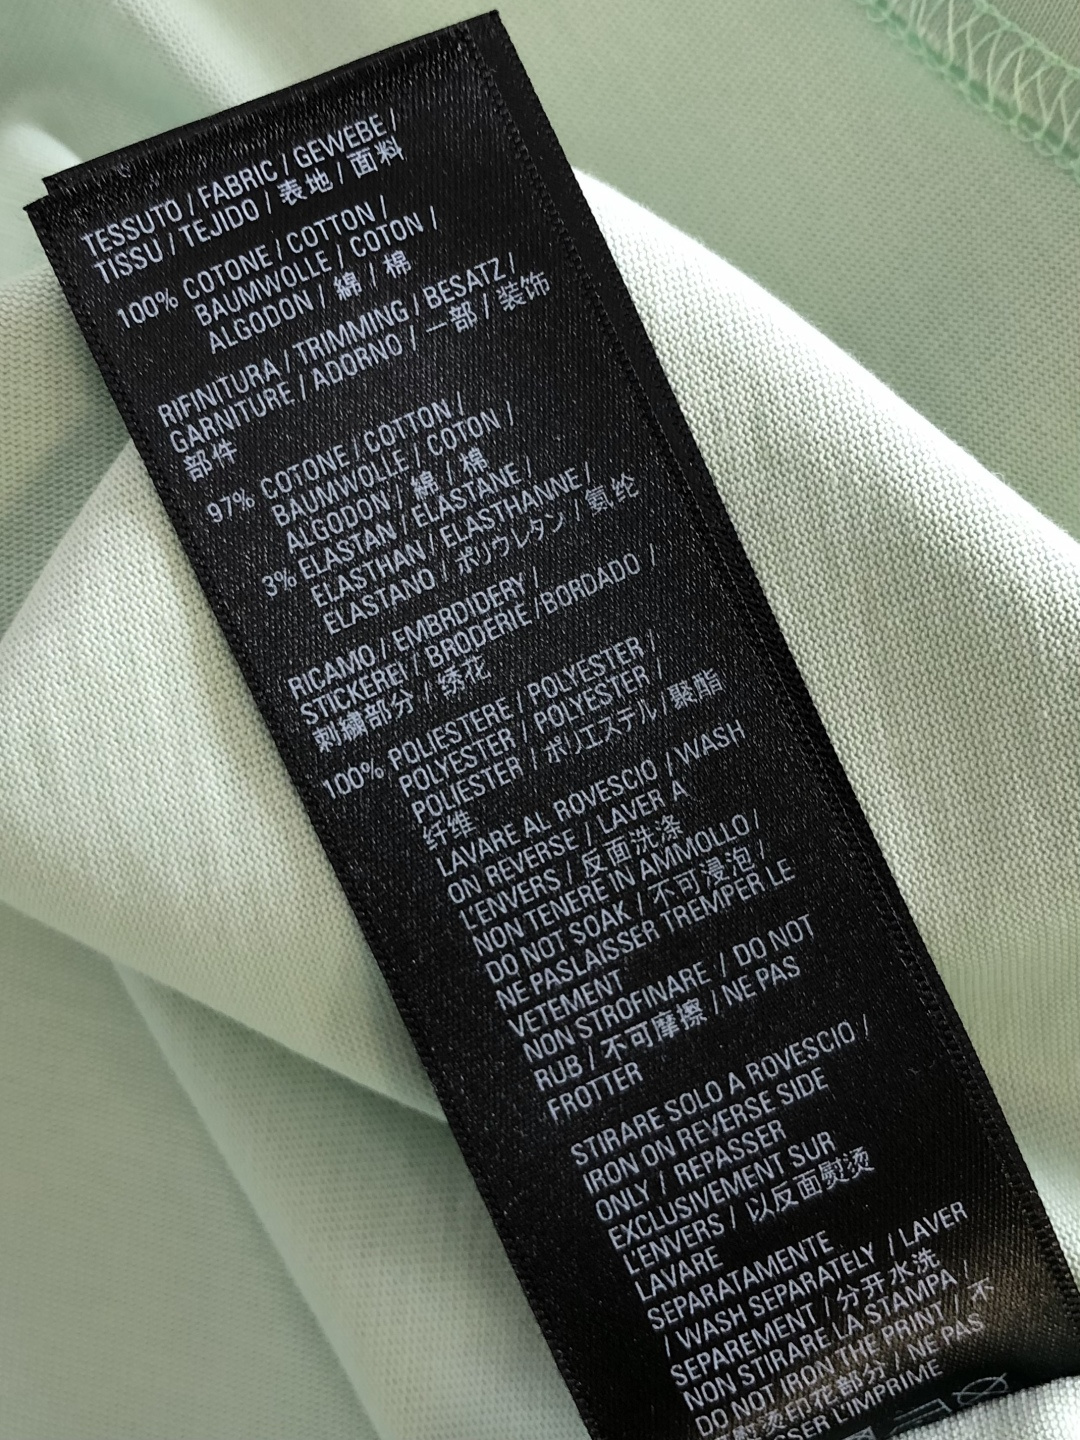 TESSUTO / FABRIC / GEWEBE /
TISSU / TEJIDO / 表地 / 面料
100% COTONE / COTTON /
BAUMWOLLE / COTON /
ALGODON / 綿 / 棉
RIFINITURA / TRIMMING / BESATZ /
GARNITURE / ADORNO / 一部 / 装饰
部件
97% COTONE / COTTON /
BAUMWOLLE / COTON /
ALGODON / 綿 / 棉
3% ELASTAN / ELASTANE /
ELASTHAN / ELASTHANNE /
ELASTANO / ポリウレタン / 氨纶
RICAMO / EMBROIDERY /
STICKEREI / BRODERIE / BORDADO /
刺繍部分 / 绣花
100% POLIESTERE / POLYESTER /
POLYESTER / POLYESTER /
POLIESTER / ポリエステル / 聚酯
纤维
LAVARE AL ROVESCIO / WASH
ON REVERSE / LAVER A
L'ENVERS / 反面洗涤
NON TENERE IN AMMOLLO /
DO NOT SOAK / 不可浸泡 /
NE PASLAISSER TREMPER LE
VETEMENT
NON STROFINARE / DO NOT
RUB / 不可摩擦 / NE PAS
FROTTER
STIRARE SOLO A ROVESCIO /
IRON ON REVERSE SIDE
ONLY / REPASSER
EXCLUSIVEMENT SUR
L'ENVERS / 以反面熨烫
LAVARE
SEPARATAMENTE
/ WASH SEPARATELY / LAVER
SEPAREMENT / 分开水洗
NON STIRARE LA STAMPA /
DO NOT IRON THE PRINT / 不
熨烫印花部分 / NE PAS
L'IMPRIME